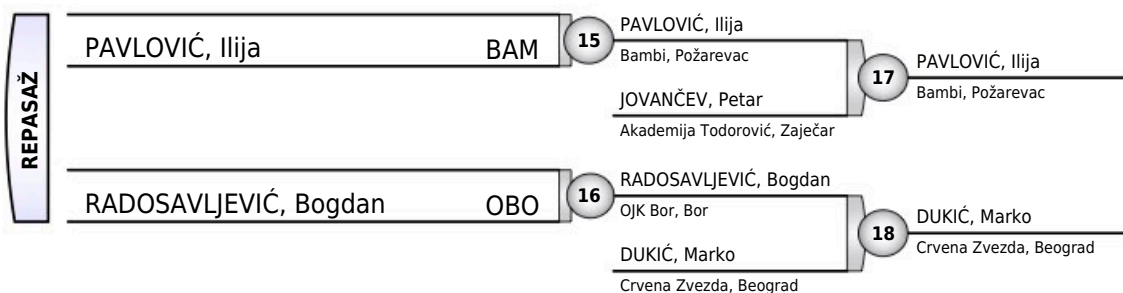 REPASAŽ
PAVLOVIĆ, Ilija BAM
15
PAVLOVIĆ, Ilija
Bambi, Požarevac
JOVANČEV, Petar
Akademija Todorović, Zaječar
17
PAVLOVIĆ, Ilija
Bambi, Požarevac
RADOSAVLJEVIĆ, Bogdan OBO
16
RADOSAVLJEVIĆ, Bogdan
OJK Bor, Bor
DUKIĆ, Marko
Crvena Zvezda, Beograd
18
DUKIĆ, Marko
Crvena Zvezda, Beograd